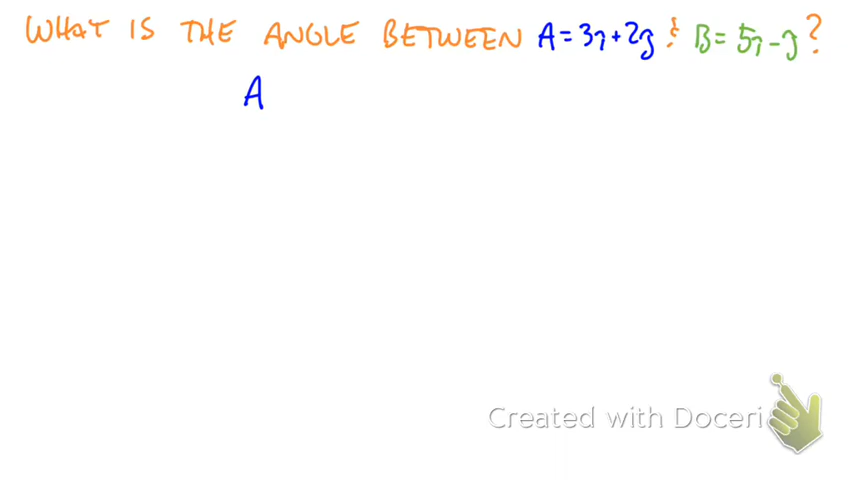 WHAT IS THE ANGLE BETWEEN A = 3i + 2j & B = 5i - j ?
A
Created with Doceri